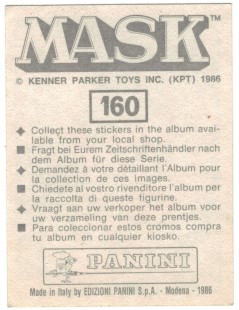 MASK™
© KENNER PARKER TOYS INC. (KPT) 1986
160
Collect these stickers in the album avai-
lable from your local shop.
Fragt bei Eurem Zeitschriftenhändler nach
dem Album für diese Serie.
Demandez à votre détaillant l'Album pour
la collection de ces images.
Chiedete al vostro rivenditore l'album per
la raccolta di queste figurine.
Vraagt aan uw verkoper het album voor
uw verzameling van deze prentjes.
Para coleccionar estos cromos compra
tu album en cualquier kiosko.
PANINI
Made in Italy by EDIZIONI PANINI S.p.A. - Modena - 1986